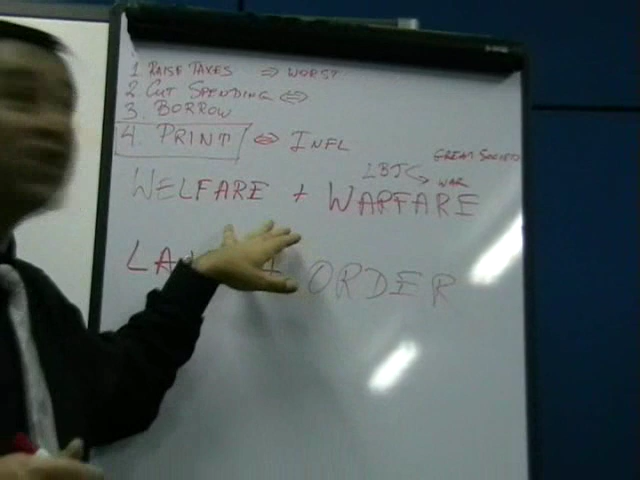 1. RAISE TAXES ⇒ WORST
2 CUT SPENDING ⇔
3. BORROW
4. PRINT ⇔ INFL
GREAT SOCIETY
LBJ → WAR
WELFARE + WARFARE
ORDER